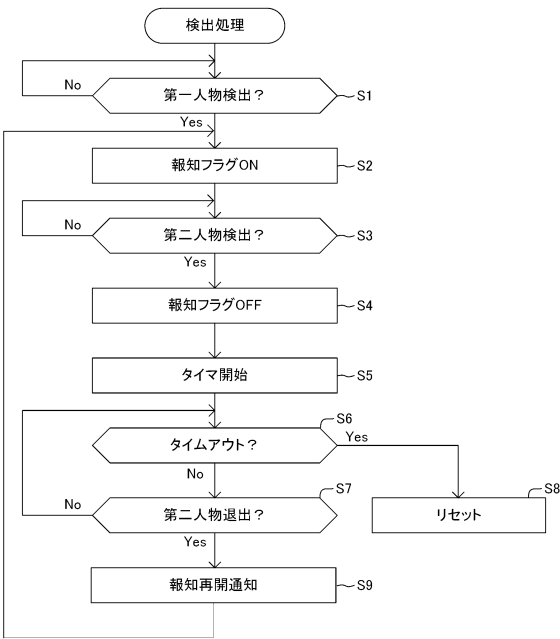 検出処理
No
第一人物検出？
S1
Yes
報知フラグON
S2
No
第二人物検出？
S3
Yes
報知フラグOFF
S4
タイマ開始
S5
S6
タイムアウト？
Yes
No
S7
S8
No
第二人物退出？
リセット
Yes
報知再開通知
S9